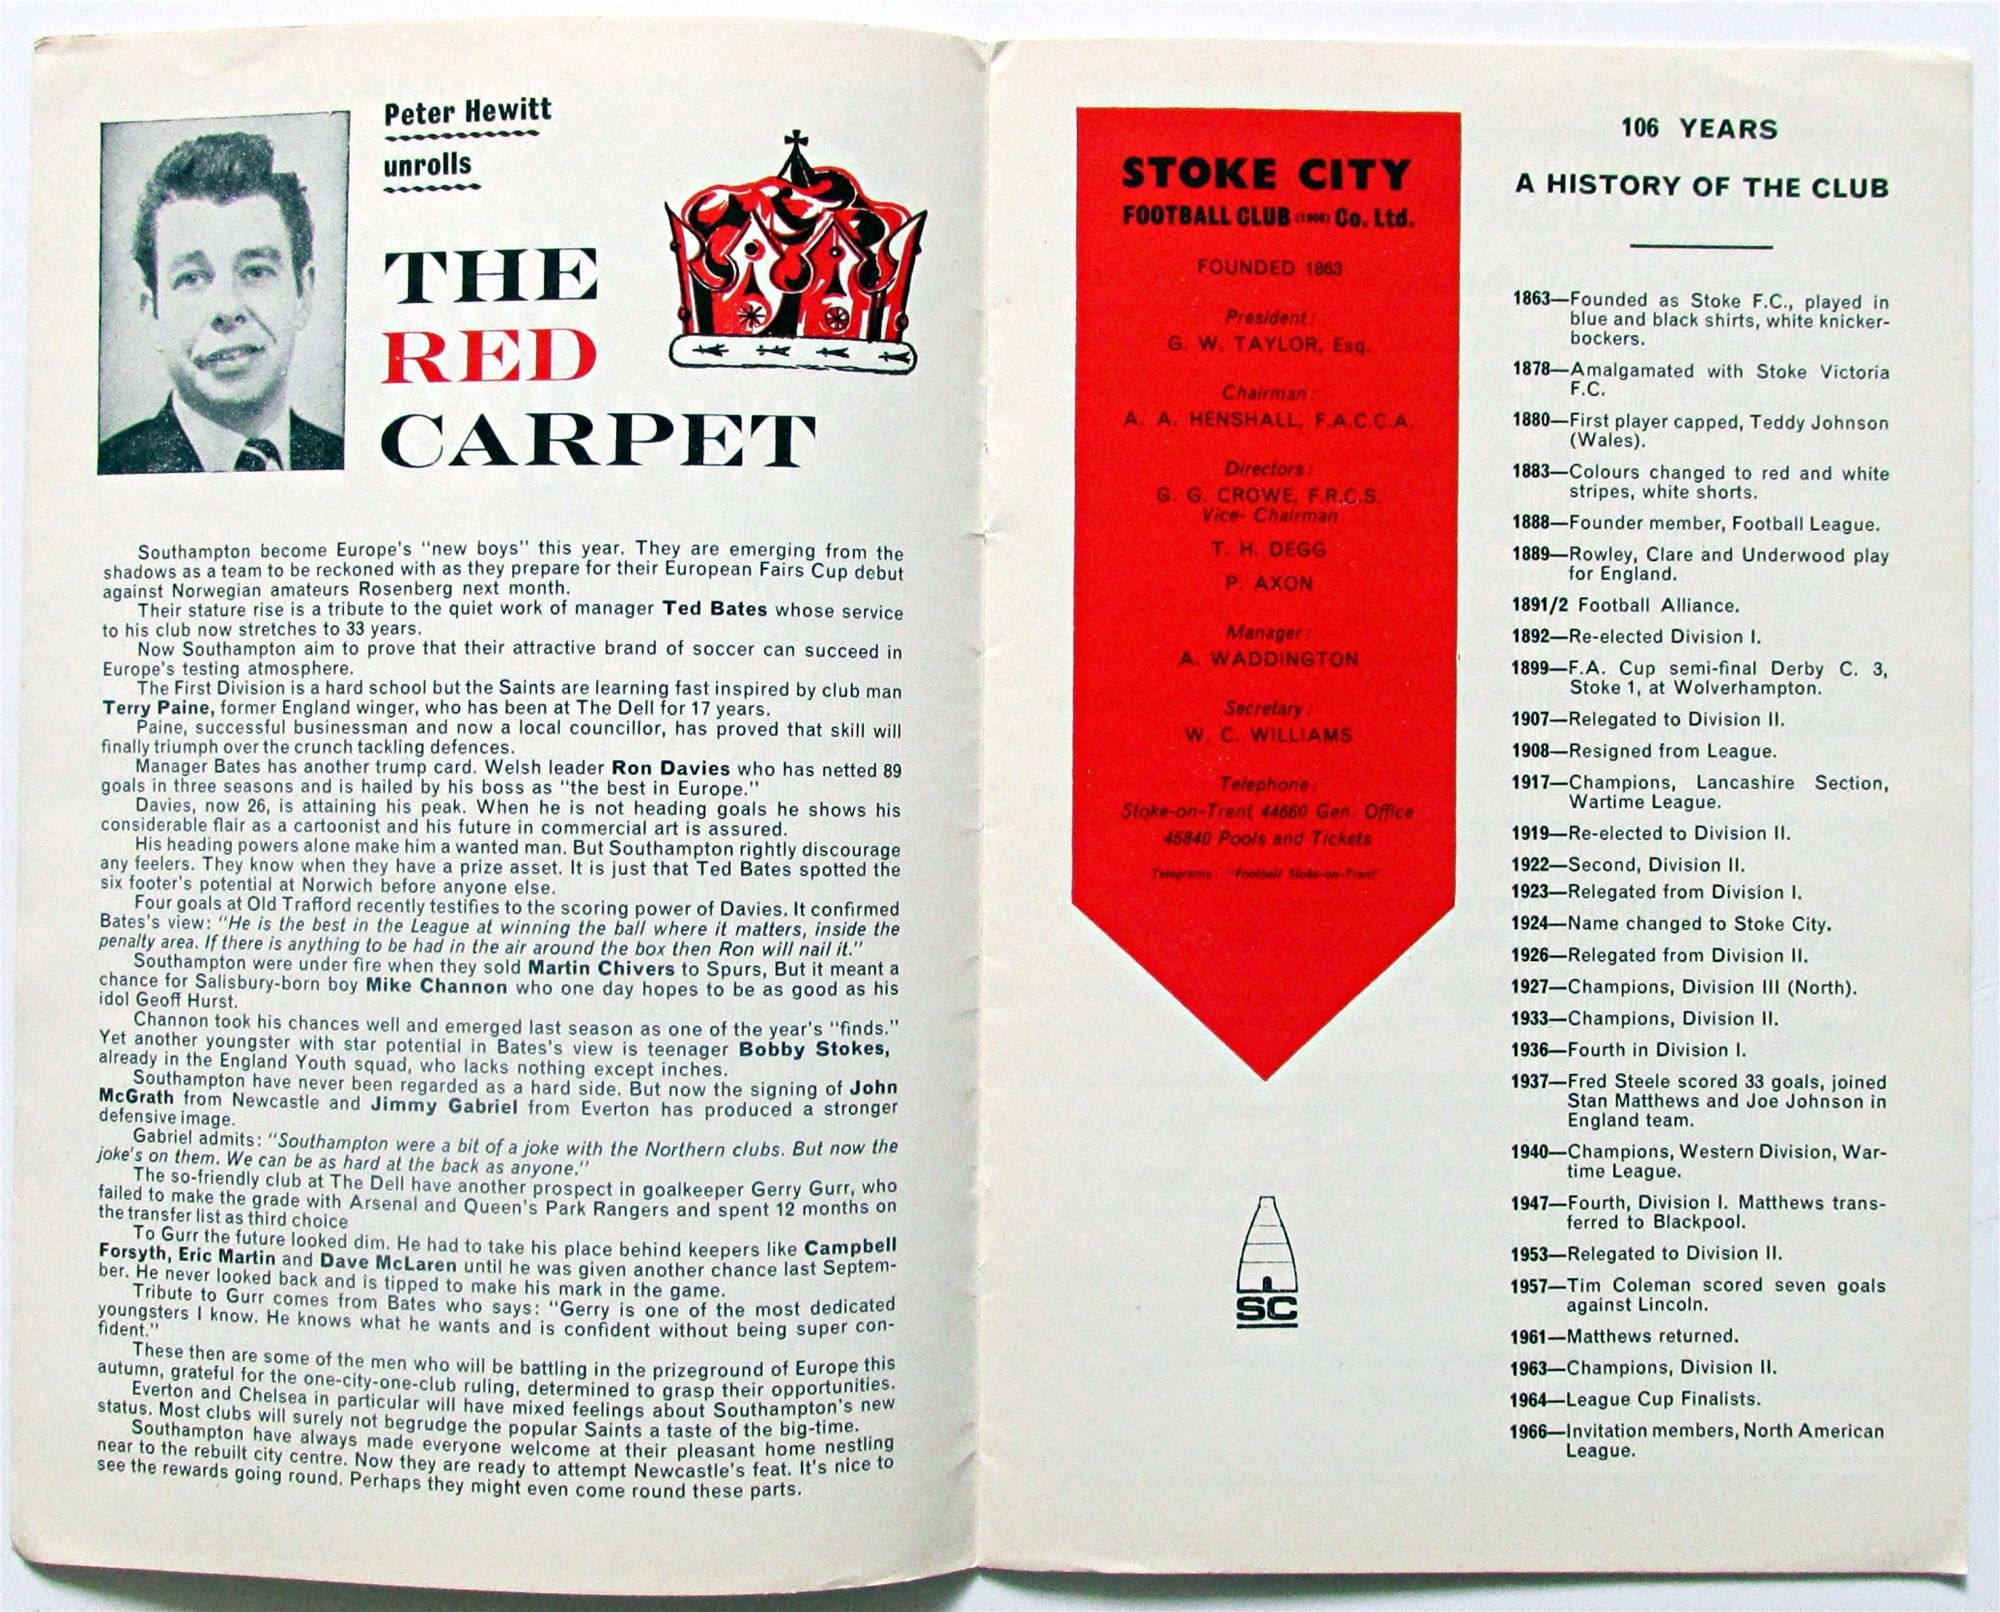 Peter Hewitt
unrolls
THE
RED
CARPET
Southampton become Europe's "new boys" this year. They are emerging from the
shadows as a team to be reckoned with as they prepare for their European Fairs Cup debut
against Norwegian amateurs Rosenberg next month.
Their stature rise is a tribute to the quiet work of manager Ted Bates whose service
to his club now stretches to 33 years.
Now Southampton aim to prove that their attractive brand of soccer can succeed in
Europe's testing atmosphere.
The First Division is a hard school but the Saints are learning fast inspired by club man
Terry Paine, former England winger, who has been at The Dell for 17 years.
Paine, successful businessman and now a local councillor, has proved that skill will
finally triumph over the crunch tackling defences.
Manager Bates has another trump card. Welsh leader Ron Davies who has netted 89
goals in three seasons and is hailed by his boss as "the best in Europe."
Davies, now 26, is attaining his peak. When he is not heading goals he shows his
considerable flair as a cartoonist and his future in commercial art is assured.
His heading powers alone make him a wanted man. But Southampton rightly discourage
any feelers. They know when they have a prize asset. It is just that Ted Bates spotted the
six footer's potential at Norwich before anyone else.
Four goals at Old Trafford recently testifies to the scoring power of Davies. It confirmed
Bates's view: "He is the best in the League at winning the ball where it matters, inside the
penalty area. If there is anything to be had in the air around the box then Ron will nail it."
Southampton were under fire when they sold Martin Chivers to Spurs, But it meant a
chance for Salisbury-born boy Mike Channon who one day hopes to be as good as his
idol Geoff Hurst.
Channon took his chances well and emerged last season as one of the year's "finds."
Yet another youngster with star potential in Bates's view is teenager Bobby Stokes,
already in the England Youth squad, who lacks nothing except inches.
Southampton have never been regarded as a hard side. But now the signing of John
McGrath from Newcastle and Jimmy Gabriel from Everton has produced a stronger
defensive image.
Gabriel admits: "Southampton were a bit of a joke with the Northern clubs. But now the
joke's on them. We can be as hard at the back as anyone."
The so-friendly club at The Dell have another prospect in goalkeeper Gerry Gurr, who
failed to make the grade with Arsenal and Queen's Park Rangers and spent 12 months on
the transfer list as third choice
To Gurr the future looked dim. He had to take his place behind keepers like Campbell
Forsyth, Eric Martin and Dave McLaren until he was given another chance last Septem-
ber. He never looked back and is tipped to make his mark in the game.
Tribute to Gurr comes from Bates who says: "Gerry is one of the most dedicated
youngsters I know. He knows what he wants and is confident without being super con-
fident."
These then are some of the men who will be battling in the prizeground of Europe this
autumn, grateful for the one-city-one-club ruling, determined to grasp their opportunities.
Everton and Chelsea in particular will have mixed feelings about Southampton's new
status. Most clubs will surely not begrudge the popular Saints a taste of the big-time.
Southampton have always made everyone welcome at their pleasant home nestling
near to the rebuilt city centre. Now they are ready to attempt Newcastle's feat. It's nice to
see the rewards going round. Perhaps they might even come round these parts.
STOKE CITY
FOOTBALL CLUB (1908) Co. Ltd.
FOUNDED 1863
President:
G. W. TAYLOR, Esq.
Chairman:
A. A. HENSHALL, F.A.C.C.A.
Directors:
G. G. CROWE, F.R.C.S.
Vice- Chairman
T. H. DEGG
P. AXON
Manager:
A. WADDINGTON
Secretary:
W. C. WILLIAMS
Telephone:
Stoke-on-Trent 44660 Gen. Office
45840 Pools and Tickets
Telegrams: "Football Stoke-on-Trent"
SC
106 YEARS
A HISTORY OF THE CLUB
1863—Founded as Stoke F.C., played in
blue and black shirts, white knicker-
bockers.
1878—Amalgamated with Stoke Victoria
F.C.
1880—First player capped, Teddy Johnson
(Wales).
1883—Colours changed to red and white
stripes, white shorts.
1888—Founder member, Football League.
1889—Rowley, Clare and Underwood play
for England.
1891/2 Football Alliance.
1892—Re-elected Division I.
1899—F.A. Cup semi-final Derby C. 3,
Stoke 1, at Wolverhampton.
1907—Relegated to Division II.
1908—Resigned from League.
1917—Champions, Lancashire Section,
Wartime League.
1919—Re-elected to Division II.
1922—Second, Division II.
1923—Relegated from Division I.
1924—Name changed to Stoke City.
1926—Relegated from Division II.
1927—Champions, Division III (North).
1933—Champions, Division II.
1936—Fourth in Division I.
1937—Fred Steele scored 33 goals, joined
Stan Matthews and Joe Johnson in
England team.
1940—Champions, Western Division, War-
time League.
1947—Fourth, Division I. Matthews trans-
ferred to Blackpool.
1953—Relegated to Division II.
1957—Tim Coleman scored seven goals
against Lincoln.
1961—Matthews returned.
1963—Champions, Division II.
1964—League Cup Finalists.
1966—Invitation members, North American
League.